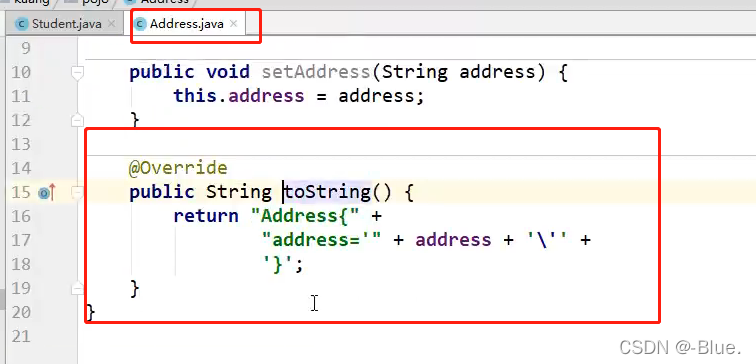 kuang pojo Address
Student.java × Address.java ×
9
10 public void setAddress(String address) {
11 this.address = address;
12 }
13
14 @Override
15 public String toString() {
16 return "Address{" +
17 "address='" + address + '\'' +
18 '}';
19 }
20 }
21
CSDN @-Blue.